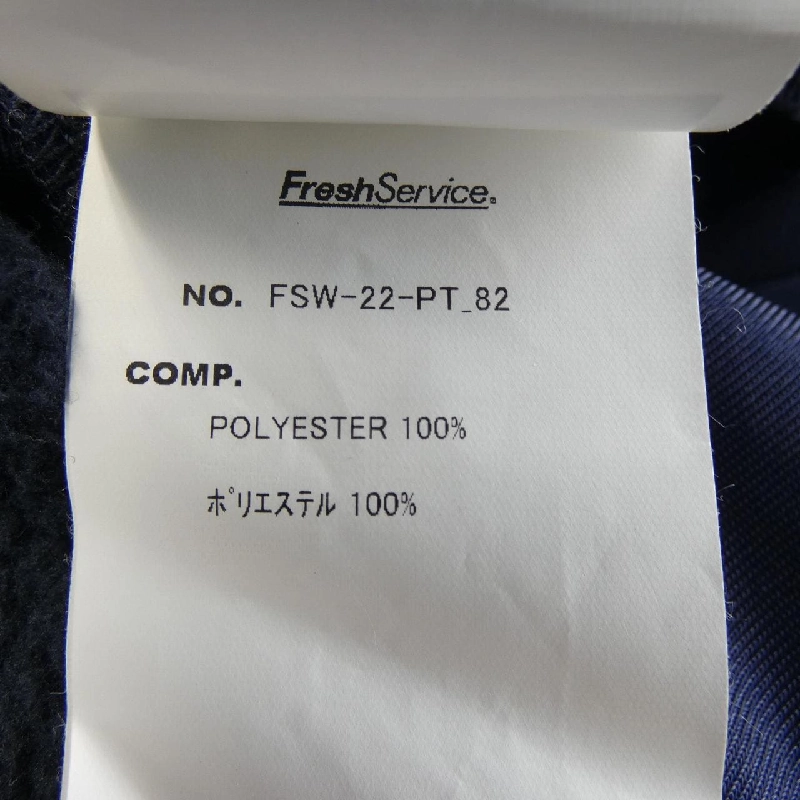 FreshService.
NO. FSW-22-PT_82
COMP.
POLYESTER 100%
ポリエステル 100%